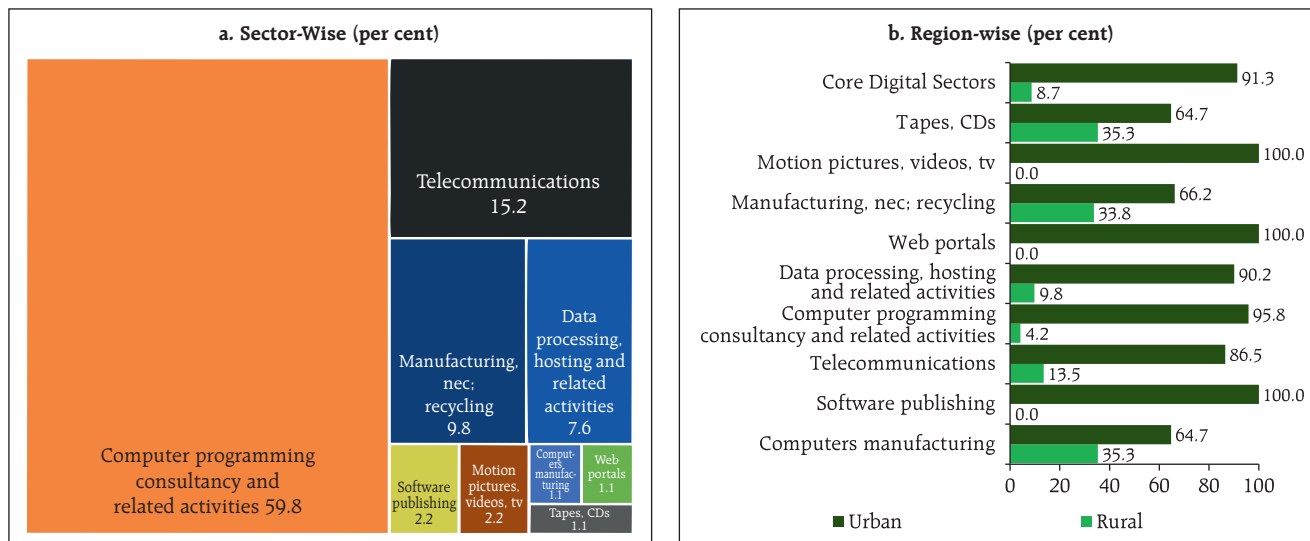 a. Sector-Wise (per cent)
Computer programming
consultancy and
related activities 59.8
Telecommunications
15.2
Manufacturing,
nec;
recycling
9.8
Data
processing,
hosting and
related
activities
7.6
Software
publishing
2.2
Motion
pictures,
videos, tv
2.2
Comput-
ers,
manufac-
turing
1.1
Web
portals
1.1
Tapes, CDs
1.1
b. Region-wise (per cent)
Core Digital Sectors
91.3
8.7
Tapes, CDs
64.7
35.3
Motion pictures, videos, tv
100.0
0.0
Manufacturing, nec; recycling
66.2
33.8
Web portals
100.0
0.0
Data processing, hosting
and related activities
90.2
9.8
Computer programming
consultancy and related activities
95.8
4.2
Telecommunications
86.5
13.5
Software publishing
100.0
0.0
Computers manufacturing
64.7
35.3
0 20 40 60 80 100
Urban Rural